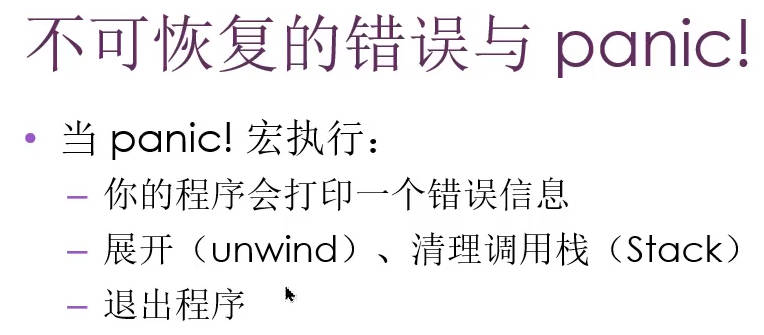 不可恢复的错误与 panic!
• 当 panic! 宏执行：
– 你的程序会打印一个错误信息
– 展开（unwind）、清理调用栈（Stack）
– 退出程序